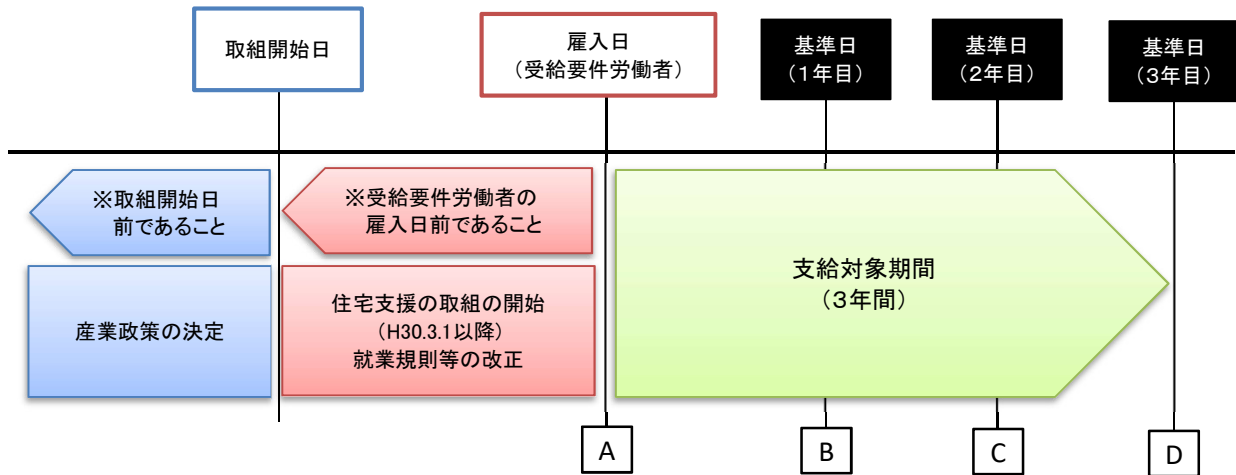 取組開始日
雇入日
（受給要件労働者）
基準日
（1年目）
基準日
（2年目）
基準日
（3年目）
※取組開始日
前であること
※受給要件労働者の
雇入日前であること
産業政策の決定
住宅支援の取組の開始
（H30.3.1以降）
就業規則等の改正
支給対象期間
（3年間）
A
B
C
D